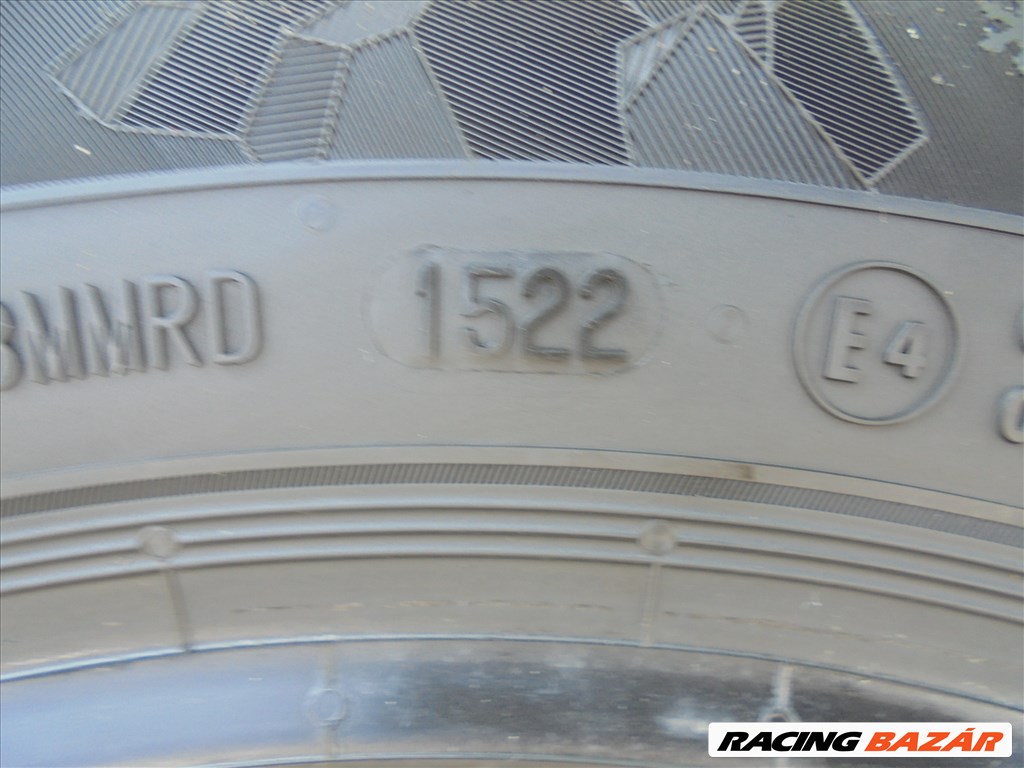 BMMRD 1522 E4
RACING BAZÁR